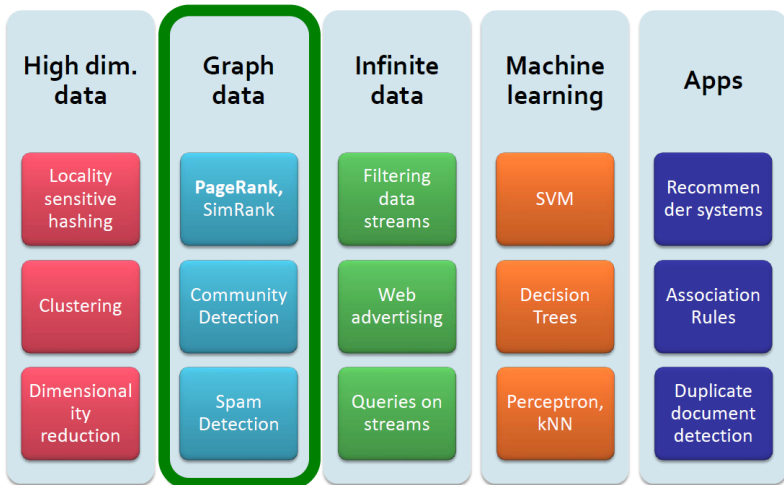 High dim.
data
Locality
sensitive
hashing
Clustering
Dimensional
ity
reduction
Graph
data
PageRank,
SimRank
Community
Detection
Spam
Detection
Infinite
data
Filtering
data
streams
Web
advertising
Queries on
streams
Machine
learning
SVM
Decision
Trees
Perceptron,
kNN
Apps
Recommen
der systems
Association
Rules
Duplicate
document
detection